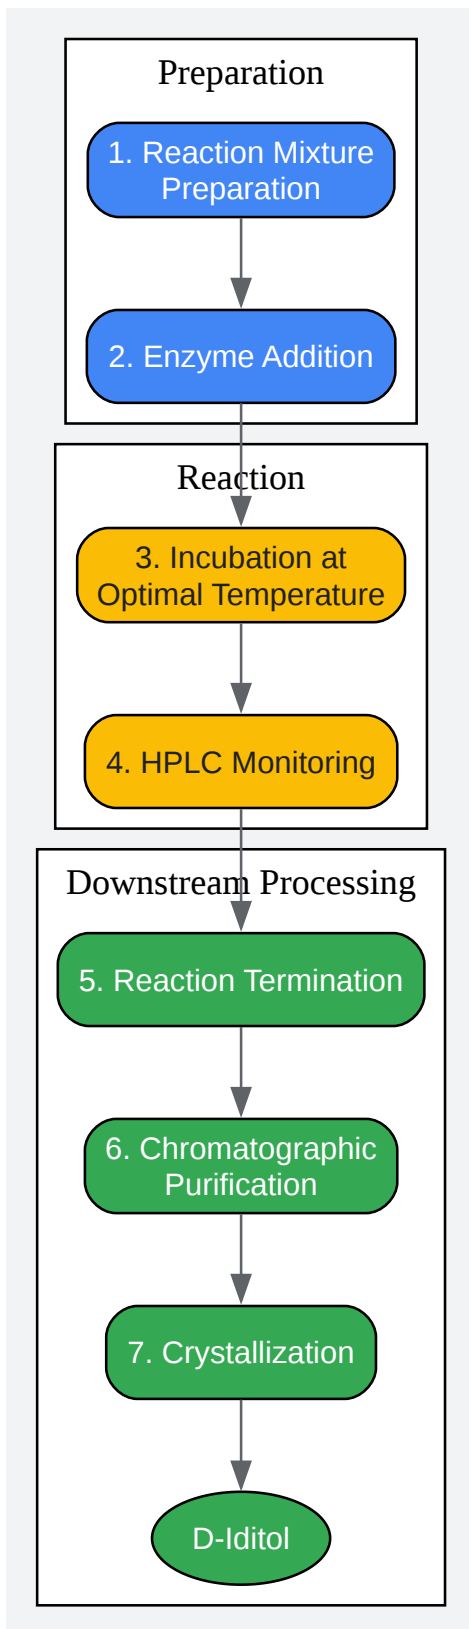 Preparation
1. Reaction Mixture
Preparation
2. Enzyme Addition
Reaction
3. Incubation at
Optimal Temperature
4. HPLC Monitoring
Downstream Processing
5. Reaction Termination
6. Chromatographic
Purification
7. Crystallization
D-Iditol